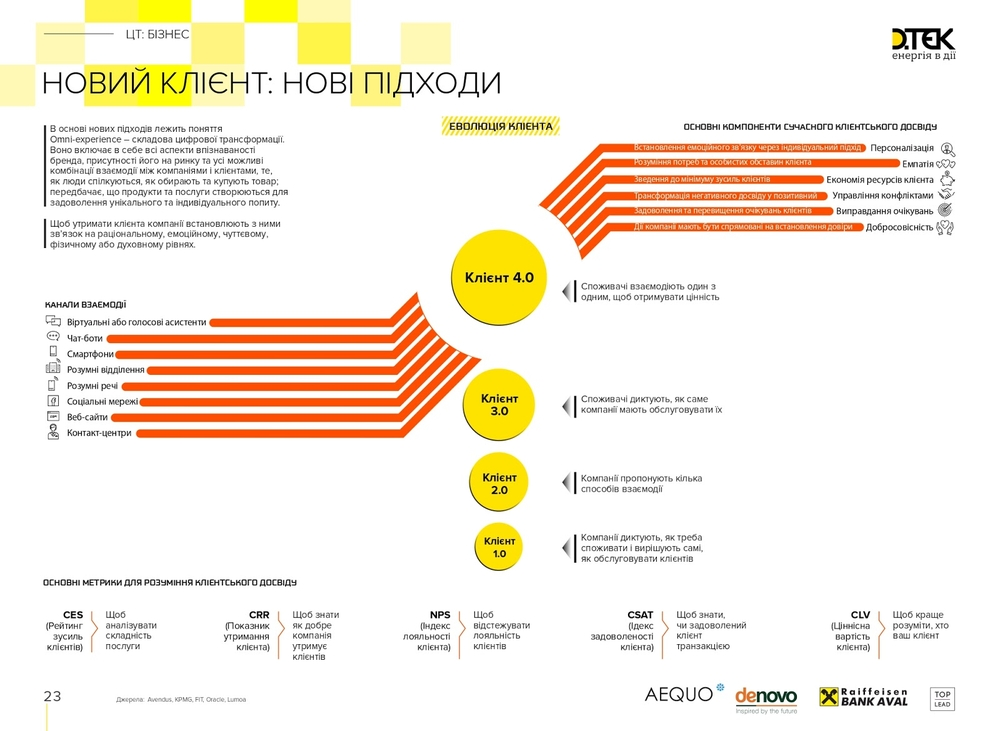 ЦТ: БІЗНЕС
D.TEK
енергія в дії
НОВИЙ КЛІЄНТ: НОВІ ПІДХОДИ
В основі нових підходів лежить поняття
Omni-experience – складова цифрової трансформації.
Воно включає в себе всі аспекти впізнаваності
бренда, присутності його на ринку та усі можливі
комбінації взаємодії між компаніями і клієнтами, те,
як люди спілкуються, як обирають та купують товар;
передбачає, що продукти та послуги створюються для
задоволення унікального та індивідуального попиту.
Щоб утримати клієнта компанії встановлюють з ними
зв'язок на раціональному, емоційному, чуттєвому,
фізичному або духовному рівнях.
ЕВОЛЮЦІЯ КЛІЄНТА
ОСНОВНІ КОМПОНЕНТИ СУЧАСНОГО КЛІЄНТСЬКОГО ДОСВІДУ
Встановлення емоційного зв'язку через індивідуальний підхід Персоналізація
Розуміння потреб та особистих обставин клієнта Емпатія
Зведення до мінімуму зусиль клієнтів Економія ресурсів клієнта
Трансформація негативного досвіду у позитивний Управління конфліктами
Задоволення та перевищення очікувань клієнтів Виправдання очікувань
Дії компанії мають бути спрямовані на встановлення довіри Добросовісність
Клієнт 4.0
Споживачі взаємодіють один з
одним, щоб отримувати цінність
КАНАЛИ ВЗАЄМОДІЇ
Віртуальні або голосові асистенти
Чат-боти
Смартфони
Розумні відділення
Розумні речі
Соціальні мережі
Веб-сайти
Контакт-центри
Клієнт
3.0
Споживачі диктують, як саме
компанії мають обслуговувати їх
Клієнт
2.0
Компанії пропонують кілька
способів взаємодії
Клієнт
1.0
Компанії диктують, як треба
споживати і вирішують самі,
як обслуговувати клієнтів
ОСНОВНІ МЕТРИКИ ДЛЯ РОЗУМІННЯ КЛІЄНТСЬКОГО ДОСВІДУ
CES
(Рейтинг
зусиль
клієнтів)
Щоб
аналізувати
складність
послуги
CRR
(Показник
утримання
клієнта)
Щоб знати
як добре
компанія
утримує
клієнтів
NPS
(Індекс
лояльності
клієнта)
Щоб
відстежувати
лояльність
клієнтів
CSAT
(Ідекс
задоволеності
клієнта)
Щоб знати,
чи задоволений
клієнт
транзакцією
CLV
(Ціннісна
вартість
клієнта)
Щоб краще
розуміти, хто
ваш клієнт
23
Джерела: Avendus, KPMG, FIT, Oracle, Lumoa
AEQUO
denovo
Inspired by the future
Raiffeisen
BANK AVAL
TOP
LEAD